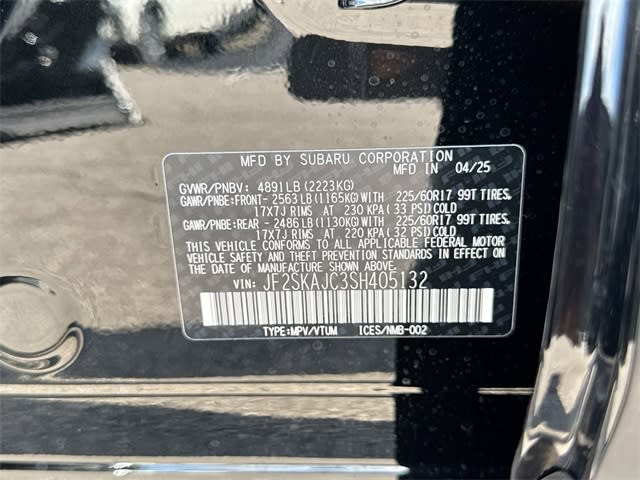 MFD BY SUBARU CORPORATION
MFD IN 04/25
GVWR/PNBV: 4891LB (2223KG)
GAWR/PNBE:FRONT- 2563LB(1165KG)WITH 225/60R17 99T TIRES,
17X7J RIMS AT 230 KPA(33 PSI)COLD
GAWR/PNBE:REAR - 2486LB(1130KG)WITH 225/60R17 99T TIRES,
17X7J RIMS AT 220 KPA(32 PSI)COLD
THIS VEHICLE CONFORMS TO ALL APPLICABLE FEDERAL MOTOR
VEHICLE SAFETY AND THEFT PREVENTION STANDARDS IN EFFECT
ON THE DATE OF MANUFACTURE SHOWN ABOVE.
VIN: JF2SKAJC3SH405132
TYPE:MPV/VTUM ICES/NMB-002